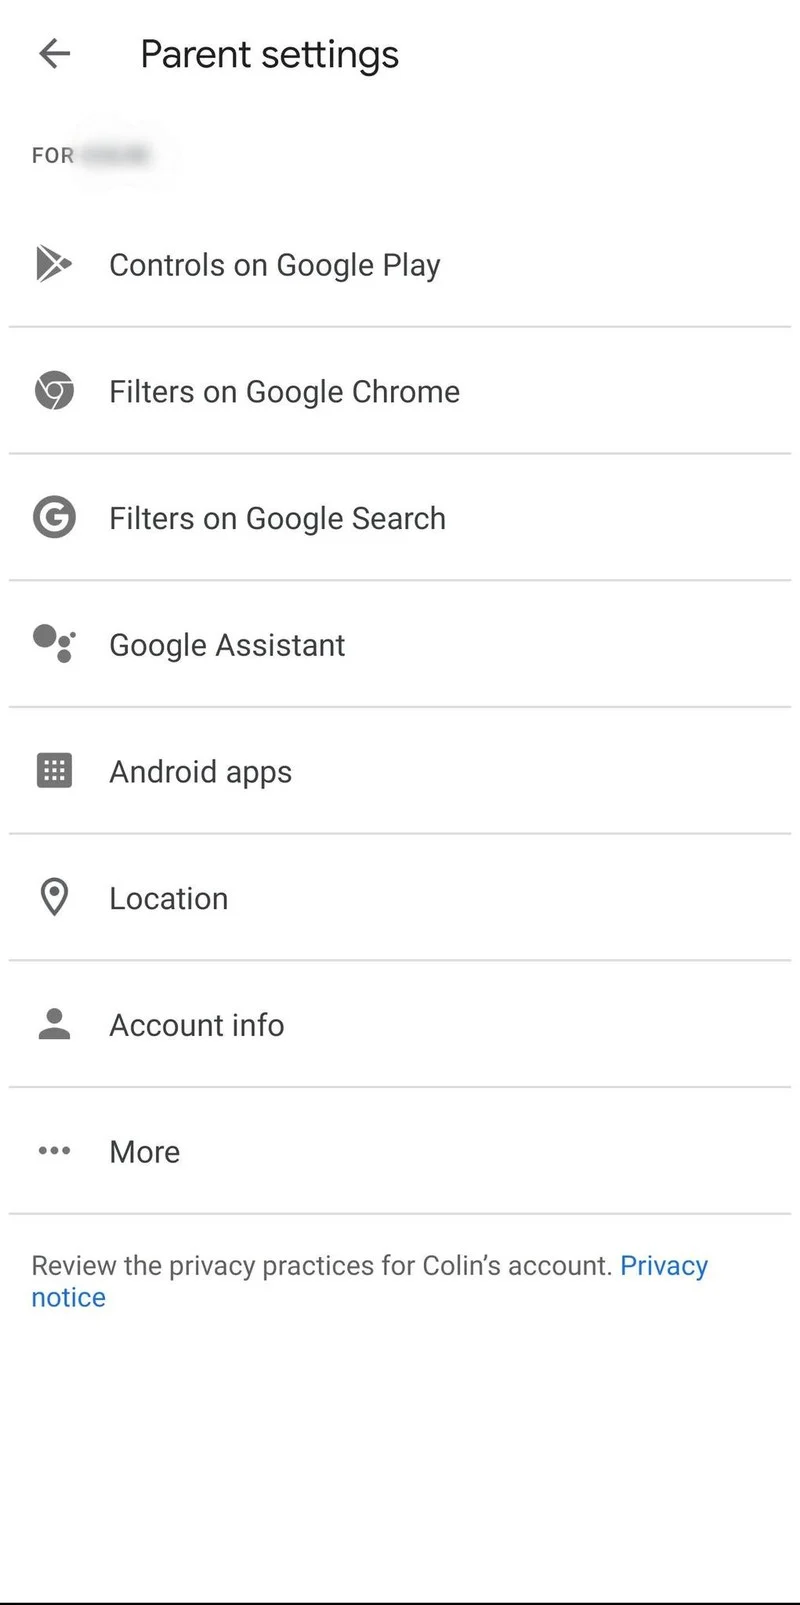 Parent settings
FOR
Controls on Google Play
Filters on Google Chrome
Filters on Google Search
Google Assistant
Android apps
Location
Account info
More
Review the privacy practices for Colin’s account. Privacy
notice